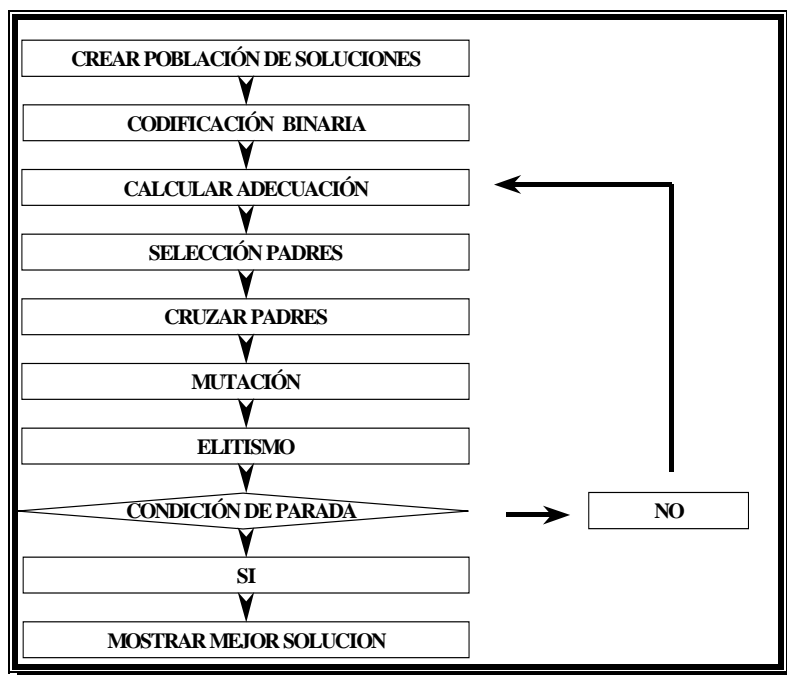 CREAR POBLACIÓN DE SOLUCIONES
CODIFICACIÓN BINARIA
CALCULAR ADECUACIÓN
SELECCIÓN PADRES
CRUZAR PADRES
MUTACIÓN
ELITISMO
CONDICIÓN DE PARADA
NO
SI
MOSTRAR MEJOR SOLUCION